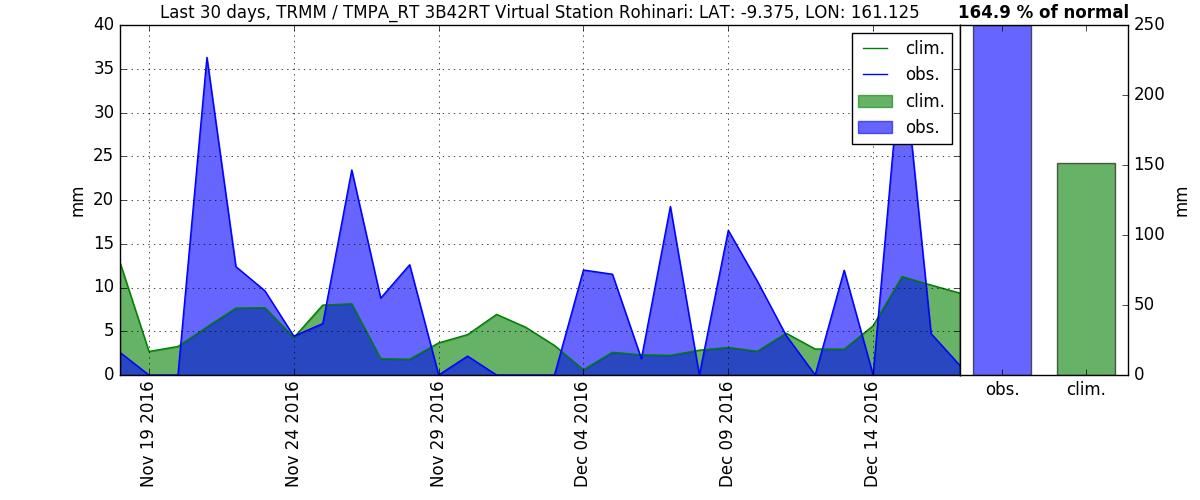 Last 30 days, TRMM / TMPA_RT 3B42RT Virtual Station Rohinari: LAT: -9.375, LON: 161.125
164.9 % of normal
40
35
30
25
20
15
10
5
0
mm
clim.
obs.
clim.
obs.
250
200
150
100
50
0
mm
obs.
clim.
Nov 19 2016
Nov 24 2016
Nov 29 2016
Dec 04 2016
Dec 09 2016
Dec 14 2016